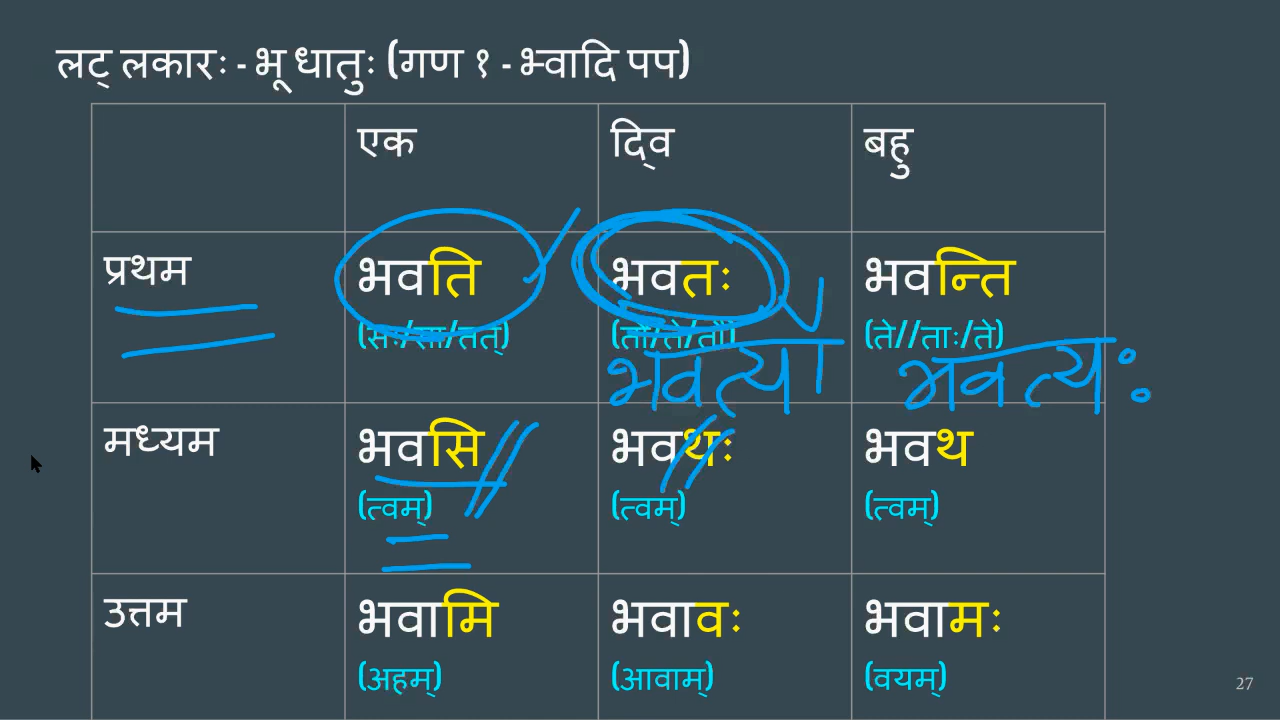 लट् लकारः - भू धातुः (गण १ - भ्वादि पप)
एक द्वि बहु
प्रथम भवति भवतः भवन्ति
(सः/सा/तत्) (तौ/ते/तौ) (ते//ताः/ते)
भवत्या भवत्यः
मध्यम भवसि भवथः भवथ
(त्वम्) (त्वम्) (त्वम्)
उत्तम भवामि भवावः भवामः
(अहम्) (आवाम्) (वयम्)
27